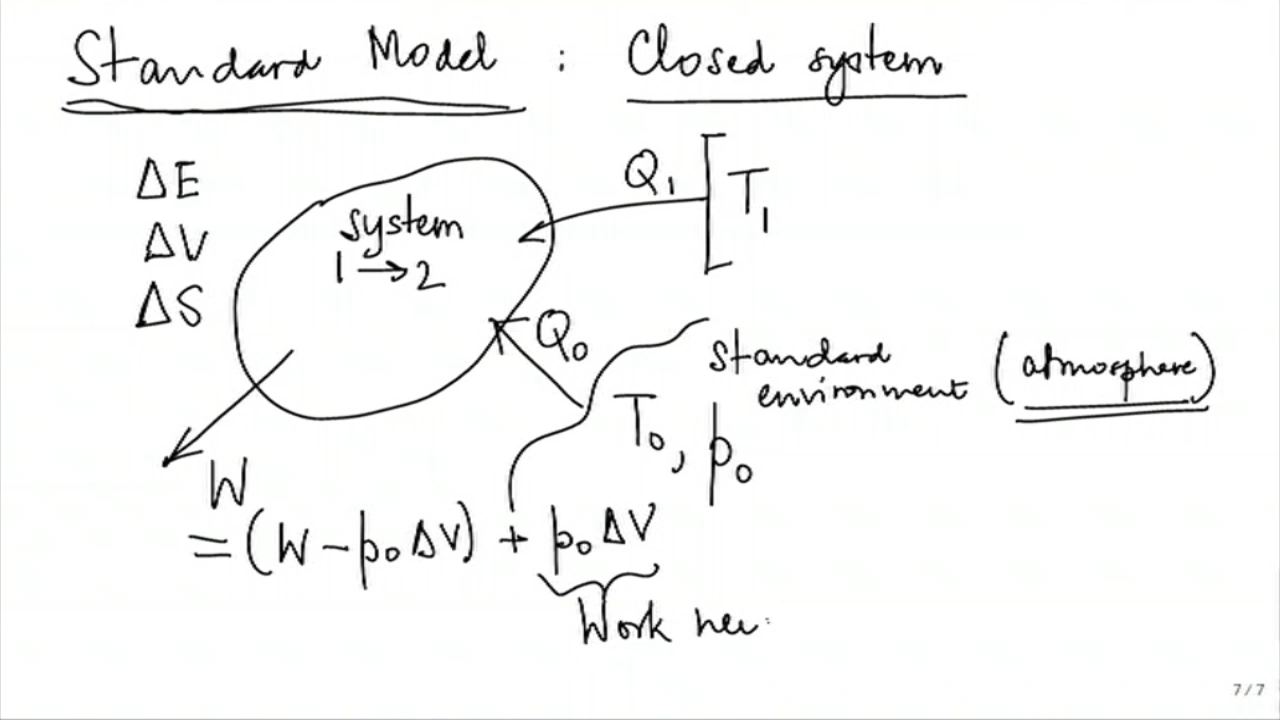 Standard Model : Closed system
ΔE
ΔV
ΔS
system
1 → 2
Q₁
T₁
Q₀
standard
environment (atmosphere)
T₀, p₀
W
= (W - p₀ΔV) + p₀ΔV
Work
7/7